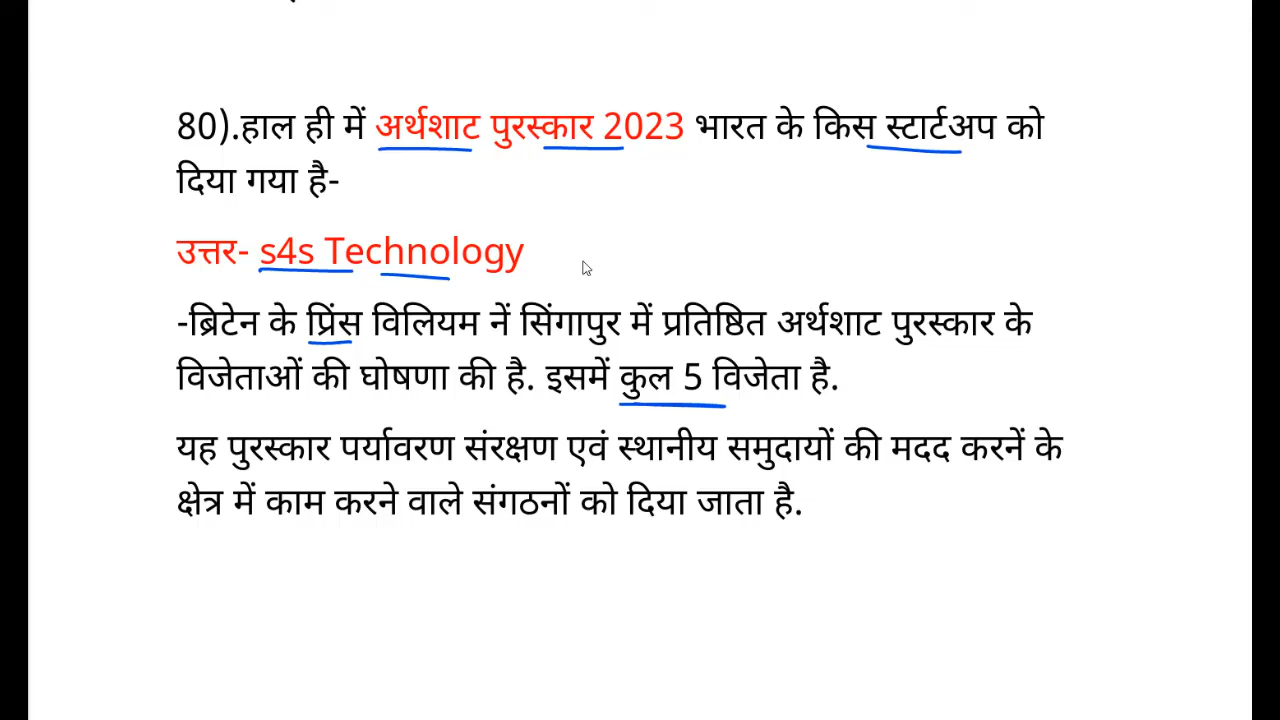 80).हाल ही में अर्थशाट पुरस्कार 2023 भारत के किस स्टार्टअप को
दिया गया है-
उत्तर- s4s Technology
-ब्रिटेन के प्रिंस विलियम नें सिंगापुर में प्रतिष्ठित अर्थशाट पुरस्कार के
विजेताओं की घोषणा की है. इसमें कुल 5 विजेता है.
यह पुरस्कार पर्यावरण संरक्षण एवं स्थानीय समुदायों की मदद करनें के
क्षेत्र में काम करने वाले संगठनों को दिया जाता है.